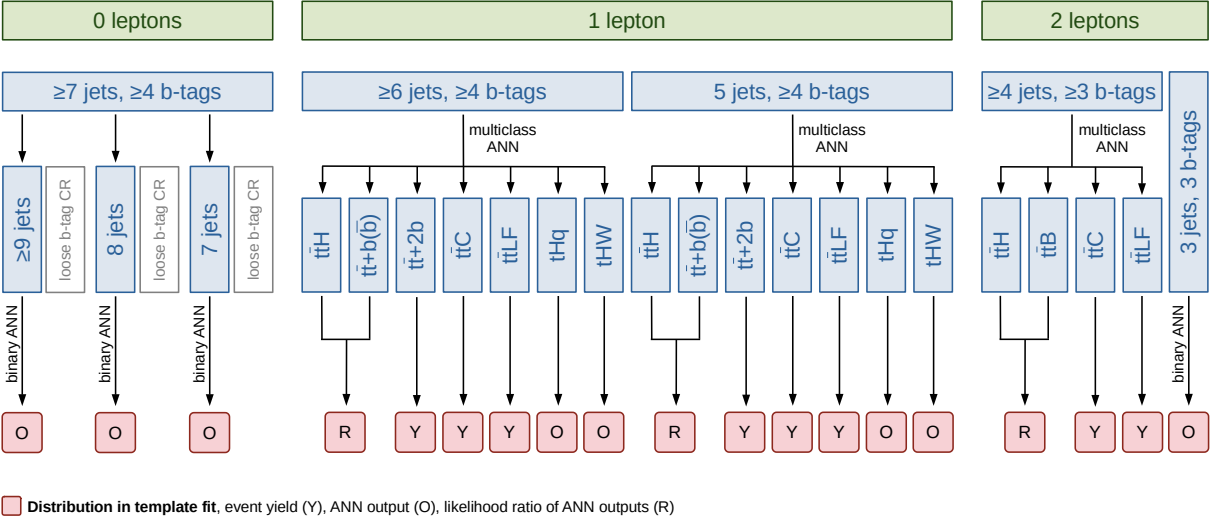 0 leptons
1 lepton
2 leptons
≥7 jets, ≥4 b-tags
≥6 jets, ≥4 b-tags
5 jets, ≥4 b-tags
≥4 jets, ≥3 b-tags
3 jets, 3 b-tags
multiclass
ANN
multiclass
ANN
multiclass
ANN
≥9 jets
loose b-tag CR
8 jets
loose b-tag CR
7 jets
loose b-tag CR
tt̄H
tt̄+b(b̄)
tt̄+2b
tt̄C
tt̄LF
tHq
tHW
tt̄H
tt̄+b(b̄)
tt̄+2b
tt̄C
tt̄LF
tHq
tHW
tt̄H
tt̄B
tt̄C
tt̄LF
binary ANN
binary ANN
binary ANN
binary ANN
O
O
O
R
Y
Y
Y
O
O
R
Y
Y
Y
O
O
R
Y
Y
O
Distribution in template fit, event yield (Y), ANN output (O), likelihood ratio of ANN outputs (R)